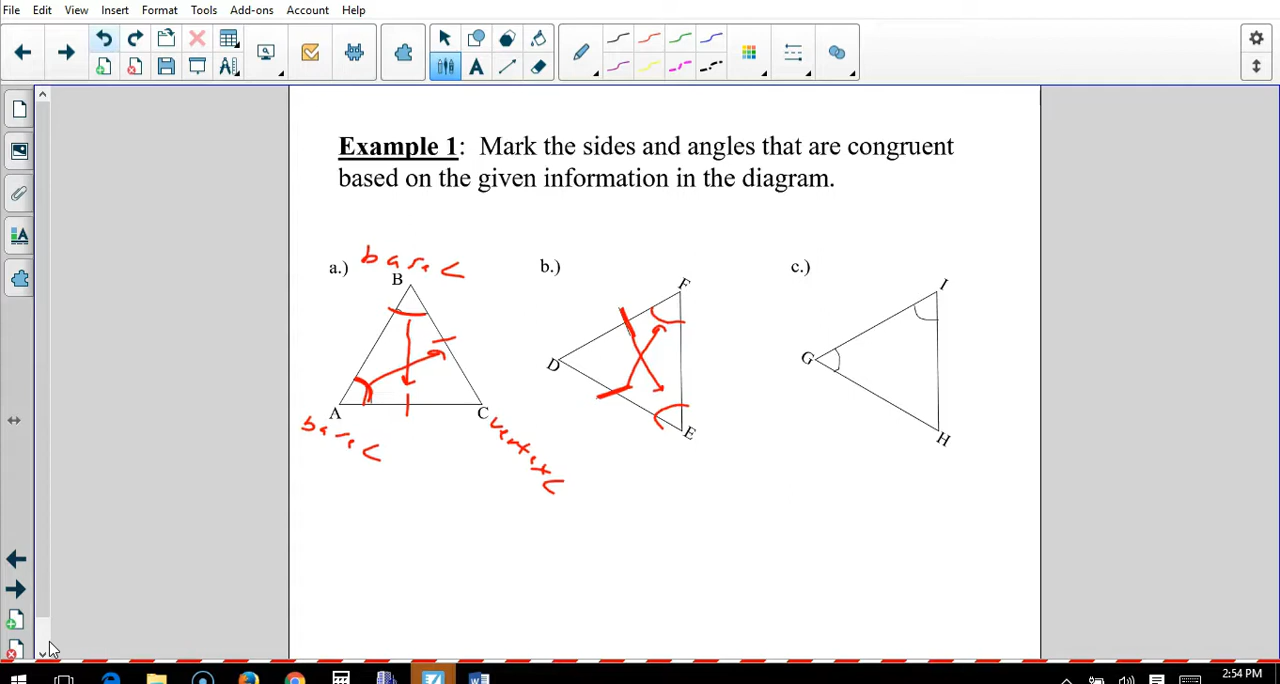 File Edit View Insert Format Tools Add-ons Account Help
Example 1: Mark the sides and angles that are congruent
based on the given information in the diagram.
a.) base < b.) c.)
B F I
D G
A C E H
base < vertex <
2:54 PM